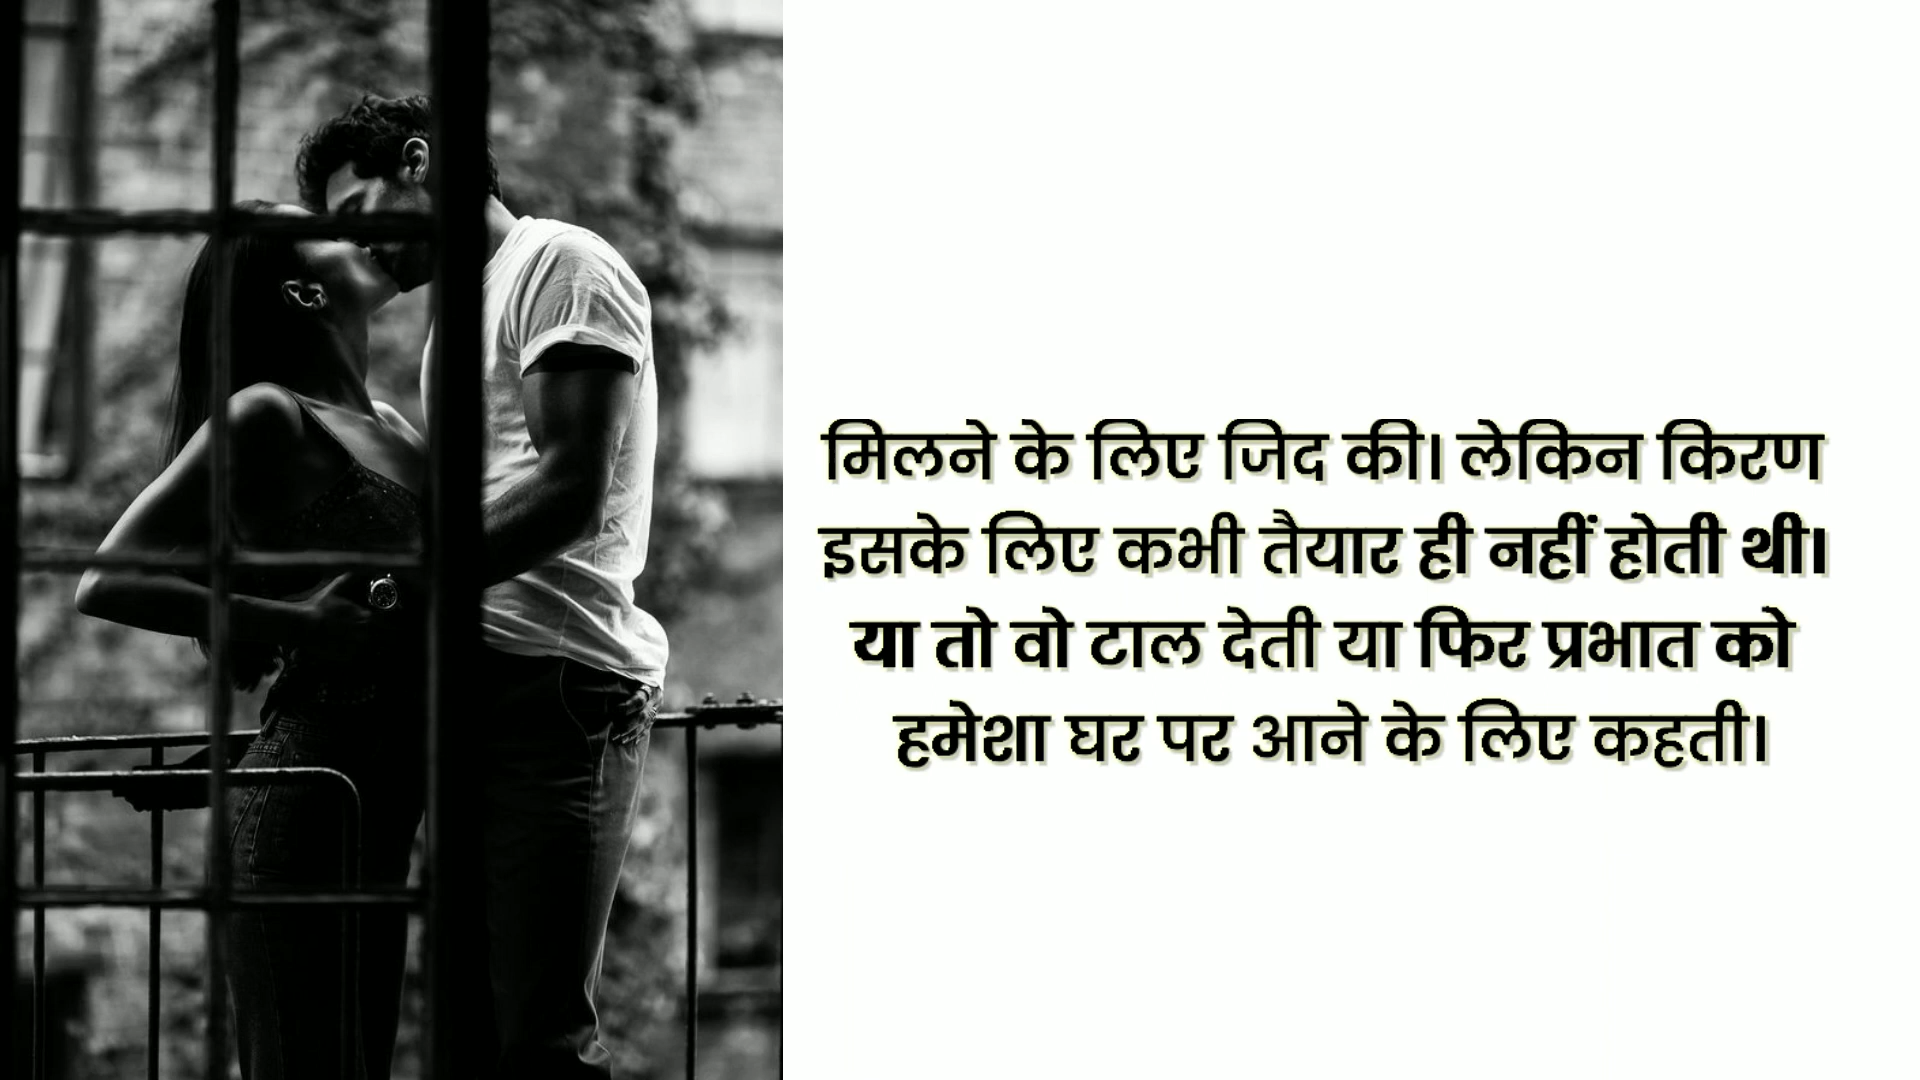 मिलने के लिए जिद की। लेकिन किरण
इसके लिए कभी तैयार ही नहीं होती थी।
या तो वो टाल देती या फिर प्रभात को
हमेशा घर पर आने के लिए कहती।